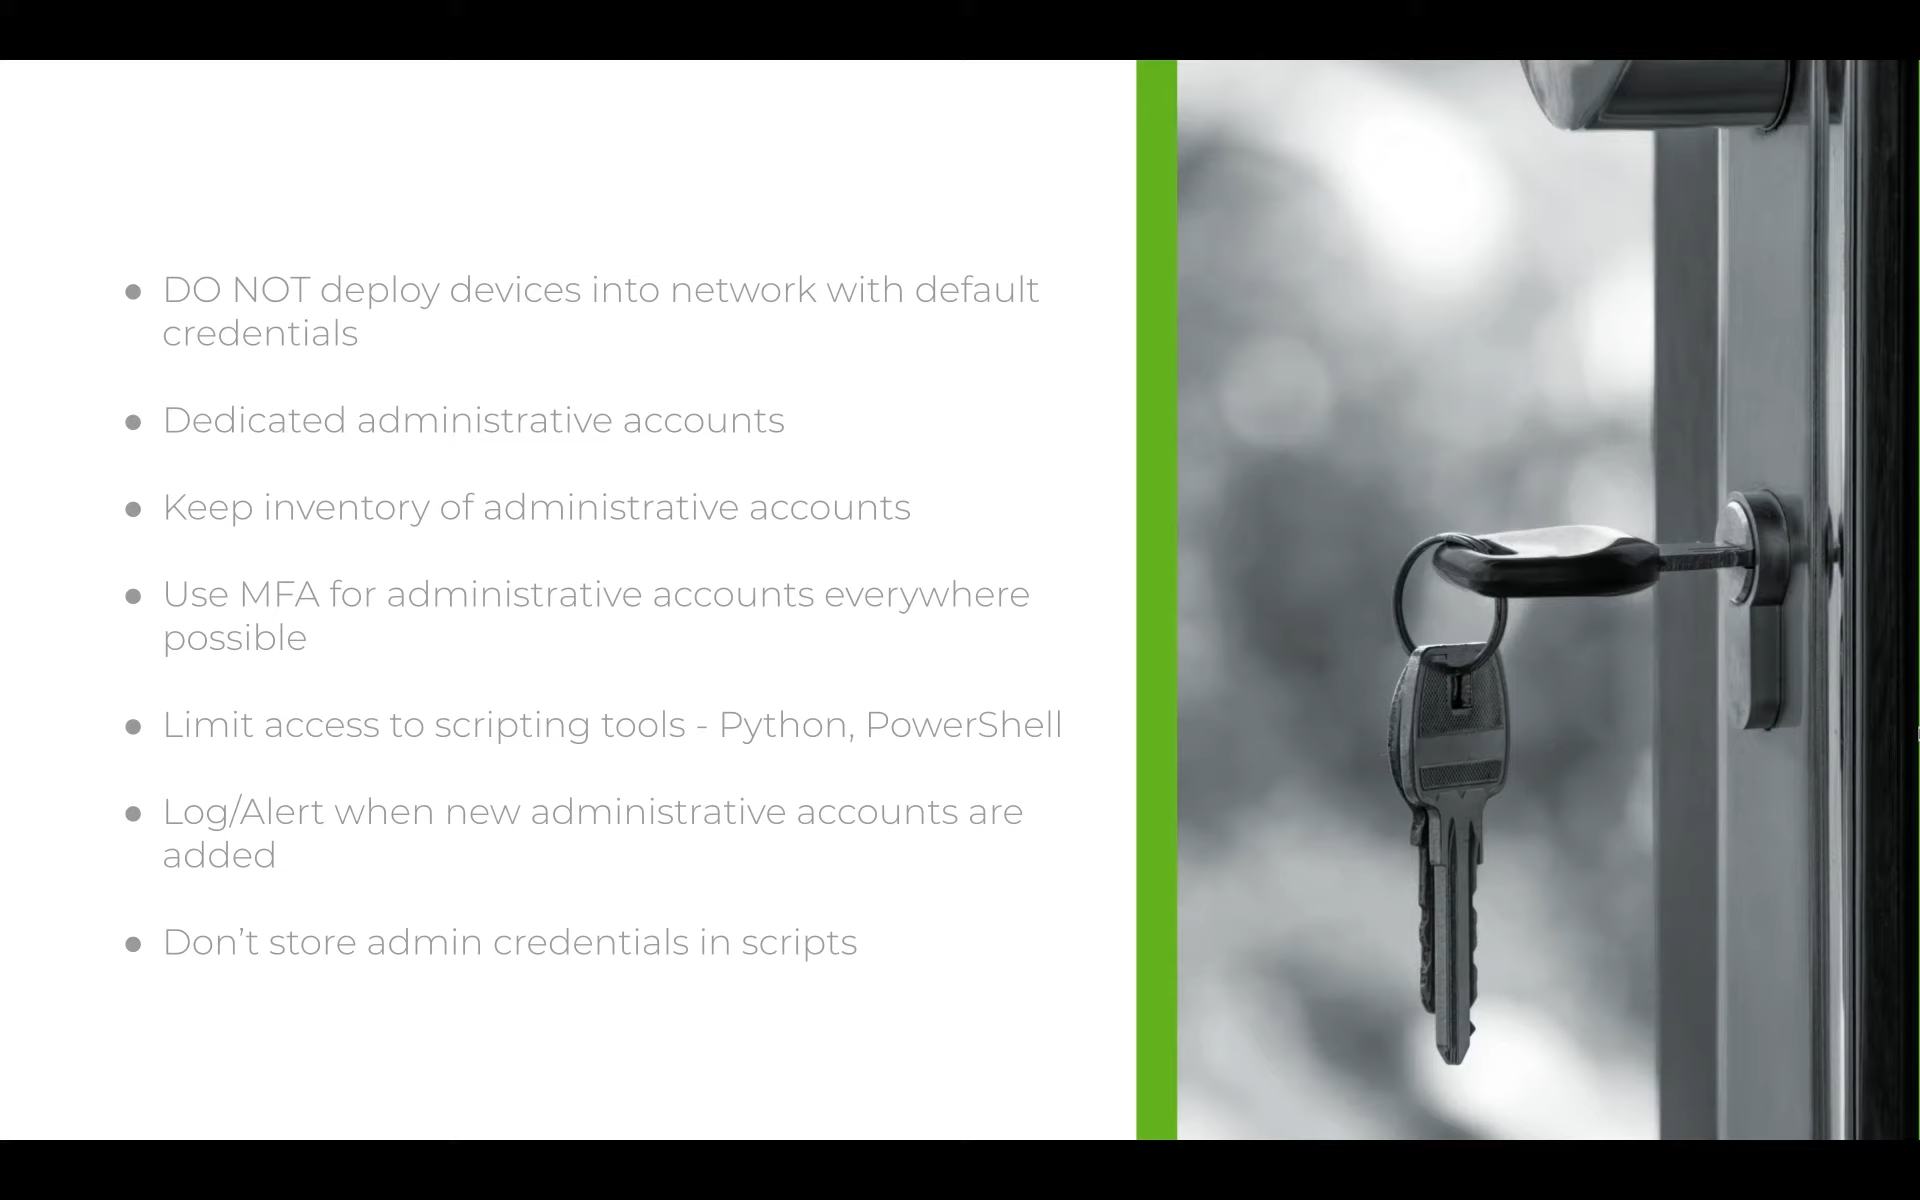 ● DO NOT deploy devices into network with default
credentials
● Dedicated administrative accounts
● Keep inventory of administrative accounts
● Use MFA for administrative accounts everywhere
possible
● Limit access to scripting tools - Python, PowerShell
● Log/Alert when new administrative accounts are
added
● Don’t store admin credentials in scripts